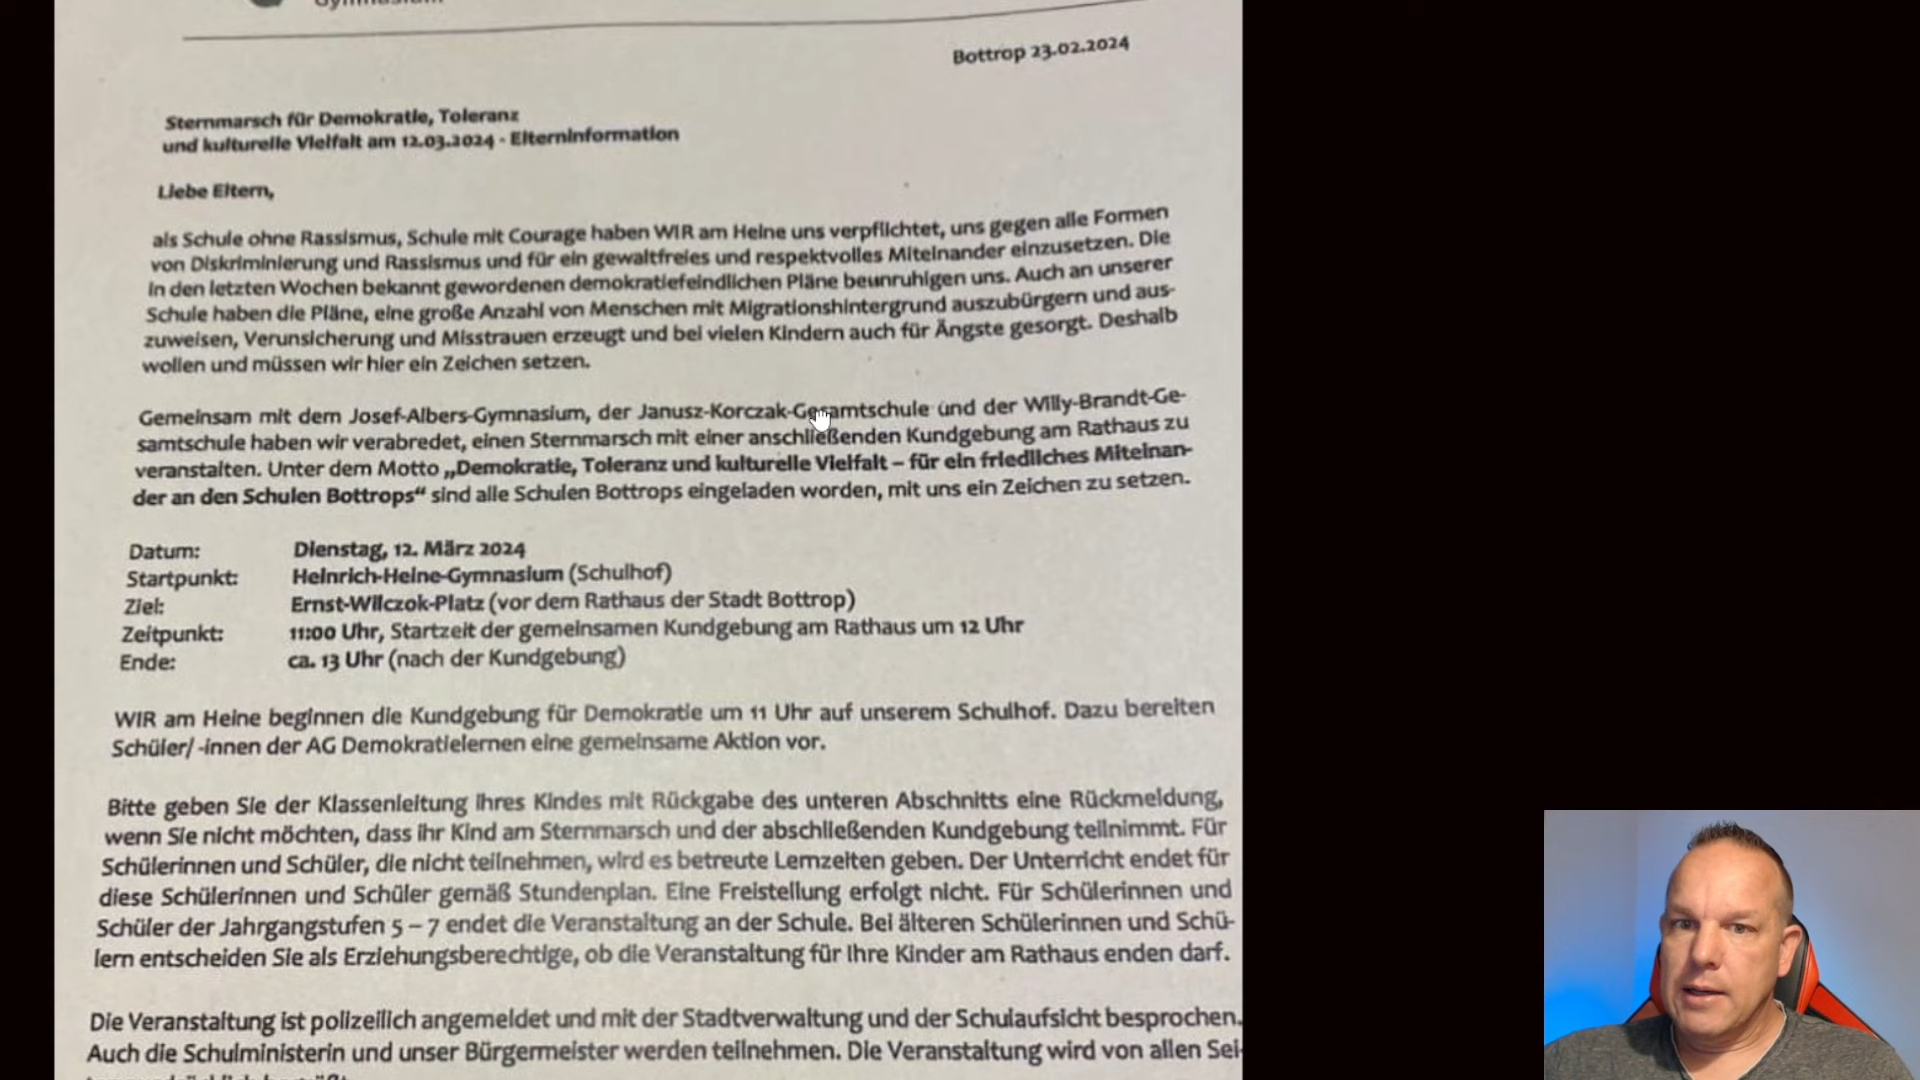 Bottrop 23.02.2024
Sternmarsch für Demokratie, Toleranz
und kulturelle Vielfalt am 12.03.2024 - Elterninformation
Liebe Eltern,
als Schule ohne Rassismus, Schule mit Courage haben WIR am Heine uns verpflichtet, uns gegen alle Formen
von Diskriminierung und Rassismus und für ein gewaltfreies und respektvolles Miteinander einzusetzen. Die
in den letzten Wochen bekannt gewordenen demokratiefeindlichen Pläne beunruhigen uns. Auch an unserer
Schule haben die Pläne, eine große Anzahl von Menschen mit Migrationshintergrund auszubürgern und aus-
zuweisen, Verunsicherung und Misstrauen erzeugt und bei vielen Kindern auch für Ängste gesorgt. Deshalb
wollen und müssen wir hier ein Zeichen setzen.
Gemeinsam mit dem Josef-Albers-Gymnasium, der Janusz-Korczak-Gesamtschule und der Willy-Brandt-Ge-
samtschule haben wir verabredet, einen Sternmarsch mit einer anschließenden Kundgebung am Rathaus zu
veranstalten. Unter dem Motto „Demokratie, Toleranz und kulturelle Vielfalt – für ein friedliches Miteinan-
der an den Schulen Bottrops“ sind alle Schulen Bottrops eingeladen worden, mit uns ein Zeichen zu setzen.
Datum: Dienstag, 12. März 2024
Startpunkt: Heinrich-Heine-Gymnasium (Schulhof)
Ziel: Ernst-Wilczok-Platz (vor dem Rathaus der Stadt Bottrop)
Zeitpunkt: 11:00 Uhr, Startzeit der gemeinsamen Kundgebung am Rathaus um 12 Uhr
Ende: ca. 13 Uhr (nach der Kundgebung)
WIR am Heine beginnen die Kundgebung für Demokratie um 11 Uhr auf unserem Schulhof. Dazu bereiten
Schüler/ -innen der AG Demokratielernen eine gemeinsame Aktion vor.
Bitte geben Sie der Klassenleitung Ihres Kindes mit Rückgabe des unteren Abschnitts eine Rückmeldung,
wenn Sie nicht möchten, dass ihr Kind am Sternmarsch und der abschließenden Kundgebung teilnimmt. Für
Schülerinnen und Schüler, die nicht teilnehmen, wird es betreute Lernzeiten geben. Der Unterricht endet für
diese Schülerinnen und Schüler gemäß Stundenplan. Eine Freistellung erfolgt nicht. Für Schülerinnen und
Schüler der Jahrgangstufen 5 – 7 endet die Veranstaltung an der Schule. Bei älteren Schülerinnen und Schü-
lern entscheiden Sie als Erziehungsberechtige, ob die Veranstaltung für Ihre Kinder am Rathaus enden darf.
Die Veranstaltung ist polizeilich angemeldet und mit der Stadtverwaltung und der Schulaufsicht besprochen.
Auch die Schulministerin und unser Bürgermeister werden teilnehmen. Die Veranstaltung wird von allen Sei-